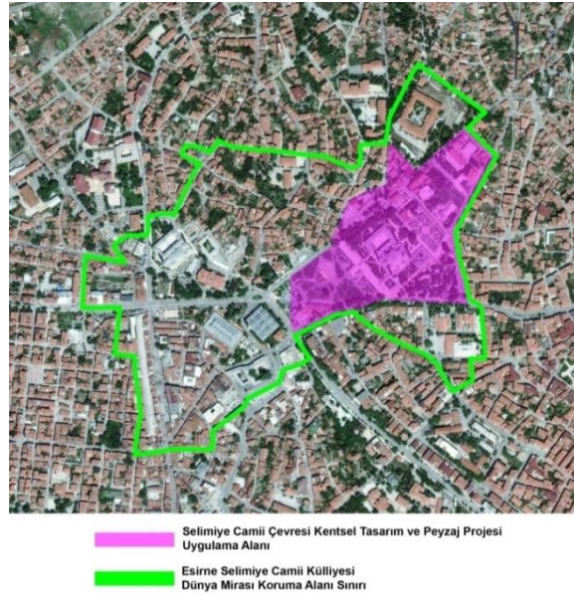 Selimiye Camii Çevresi Kentsel Tasarım ve Peyzaj Projesi
Uygulama Alanı
Esirne Selimiye Camii Külliyesi
Dünya Mirası Koruma Alanı Sınırı